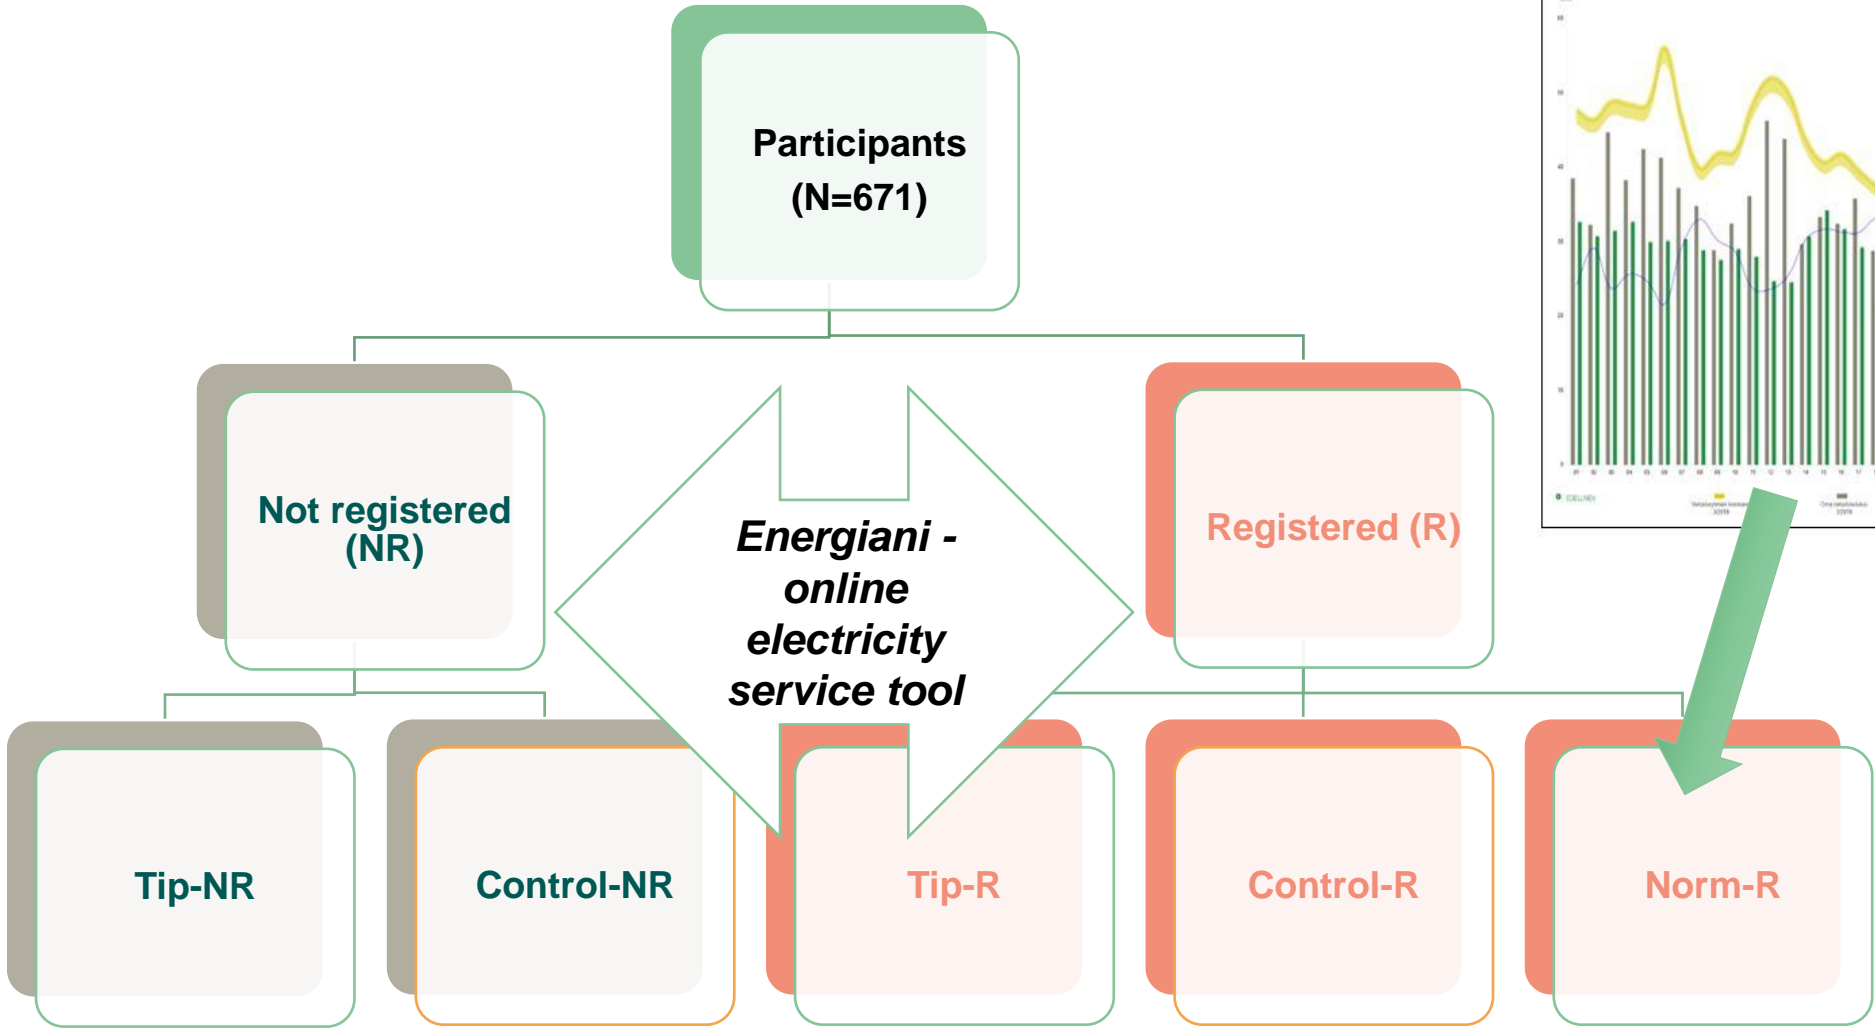 Participants
(N=671)
Not registered
(NR)
Energiani -
online
electricity
service tool
Registered (R)
Tip-NR
Control-NR
Tip-R
Control-R
Norm-R